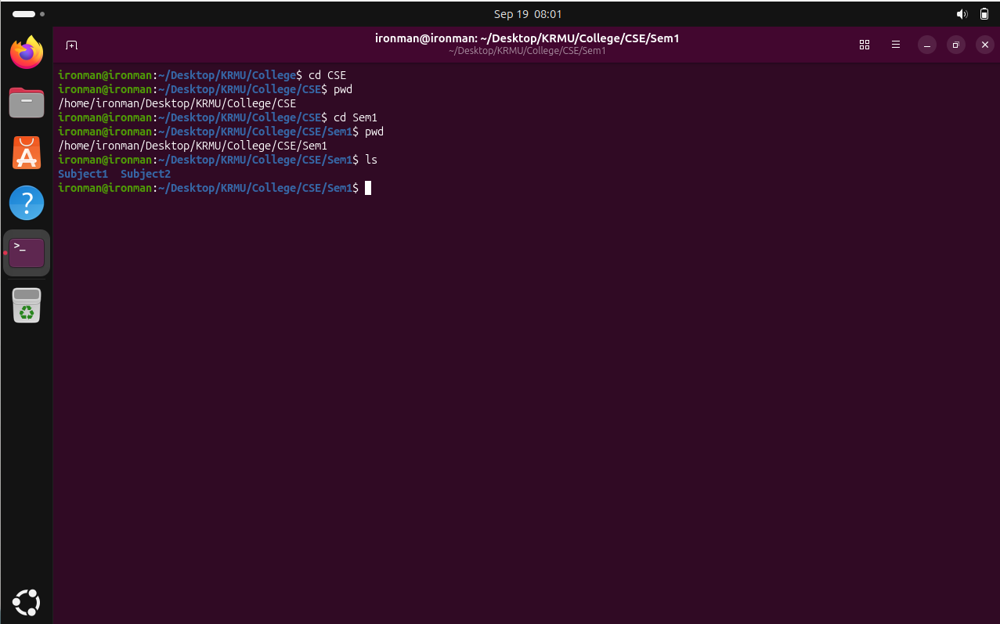 Sep 19 08:01
ironman@ironman: ~/Desktop/KRMU/College/CSE/Sem1
~/Desktop/KRMU/College/CSE/Sem1
ironman@ironman:~/Desktop/KRMU/College$ cd CSE
ironman@ironman:~/Desktop/KRMU/College/CSE$ pwd
/home/ironman/Desktop/KRMU/College/CSE
ironman@ironman:~/Desktop/KRMU/College/CSE$ cd Sem1
ironman@ironman:~/Desktop/KRMU/College/CSE/Sem1$ pwd
/home/ironman/Desktop/KRMU/College/CSE/Sem1
ironman@ironman:~/Desktop/KRMU/College/CSE/Sem1$ ls
Subject1  Subject2
ironman@ironman:~/Desktop/KRMU/College/CSE/Sem1$